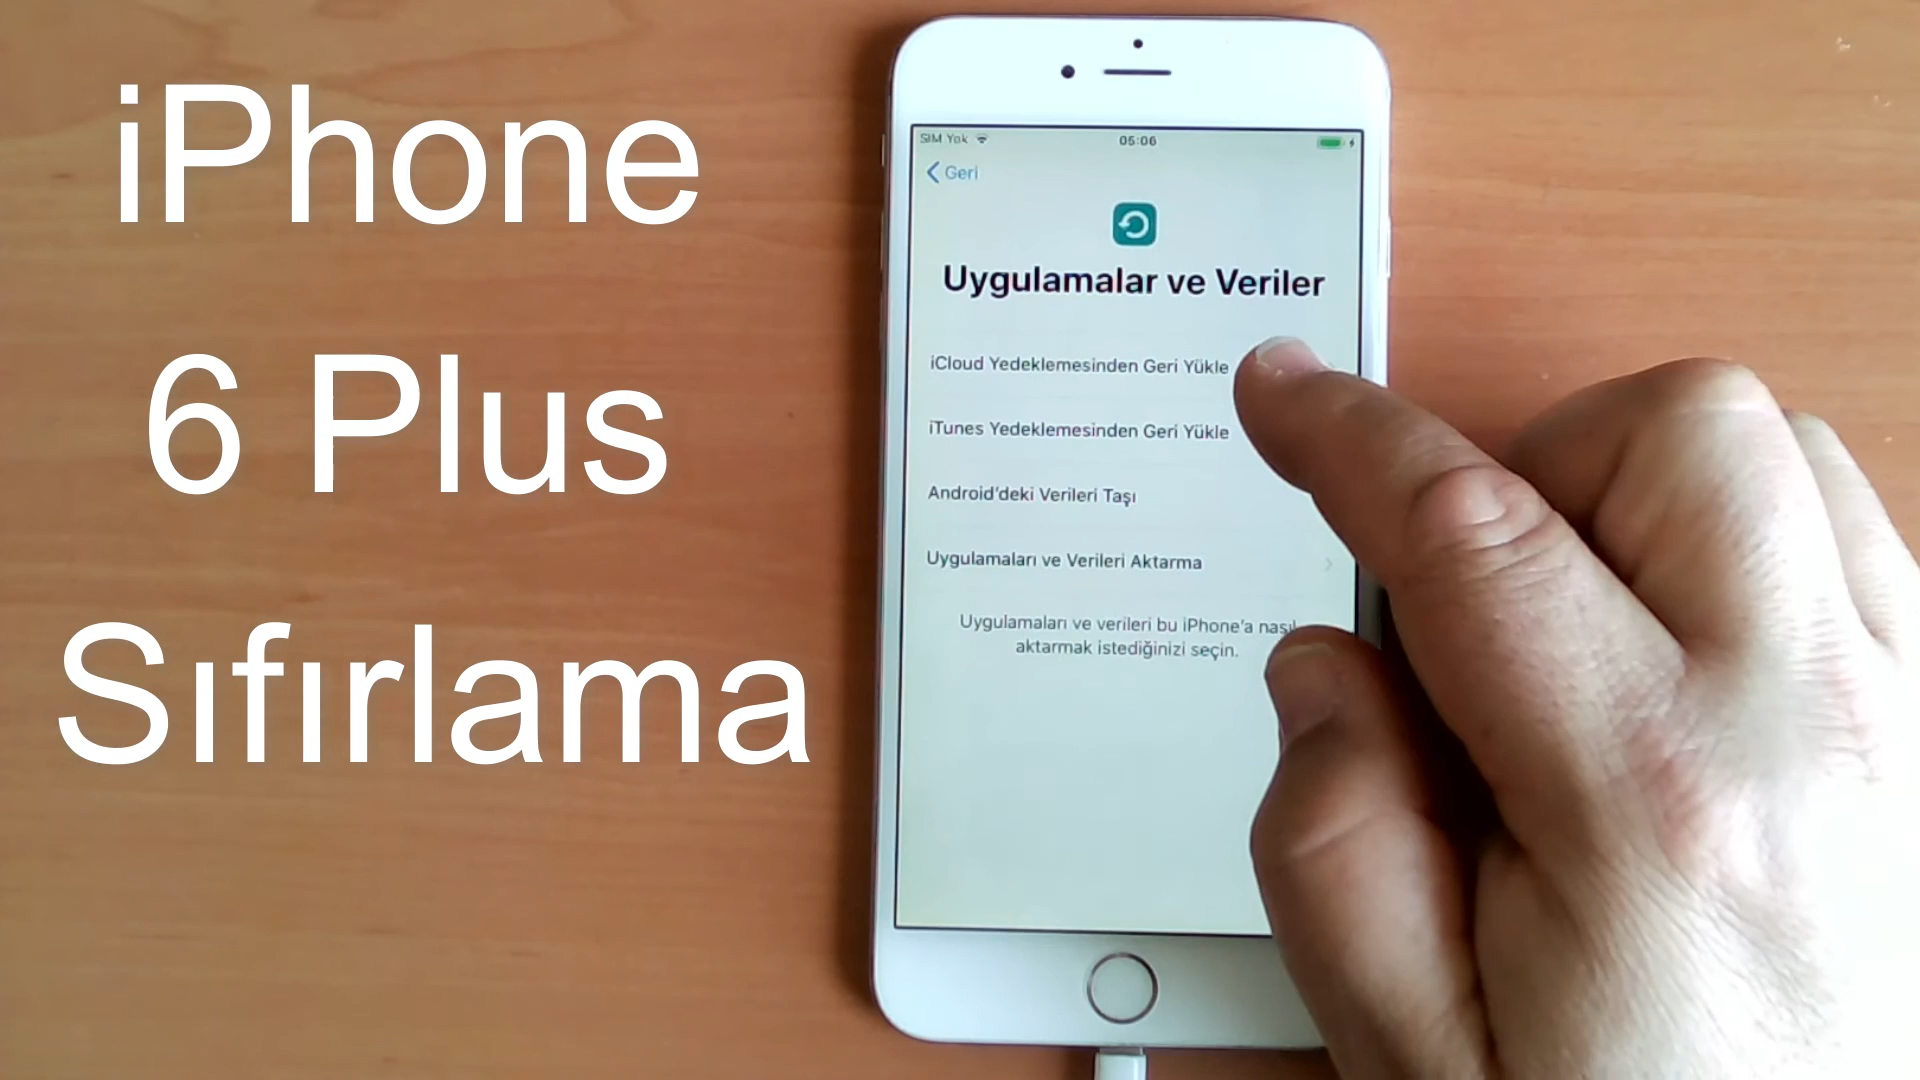 iPhone
6 Plus
Sıfırlama
SIM Yok
05:06
Geri
Uygulamalar ve Veriler
iCloud Yedeklemesinden Geri Yükle
iTunes Yedeklemesinden Geri Yükle
Android'deki Verileri Taşı
Uygulamaları ve Verileri Aktarma
Uygulamaları ve verileri bu iPhone'a nasıl
aktarmak istediğinizi seçin.